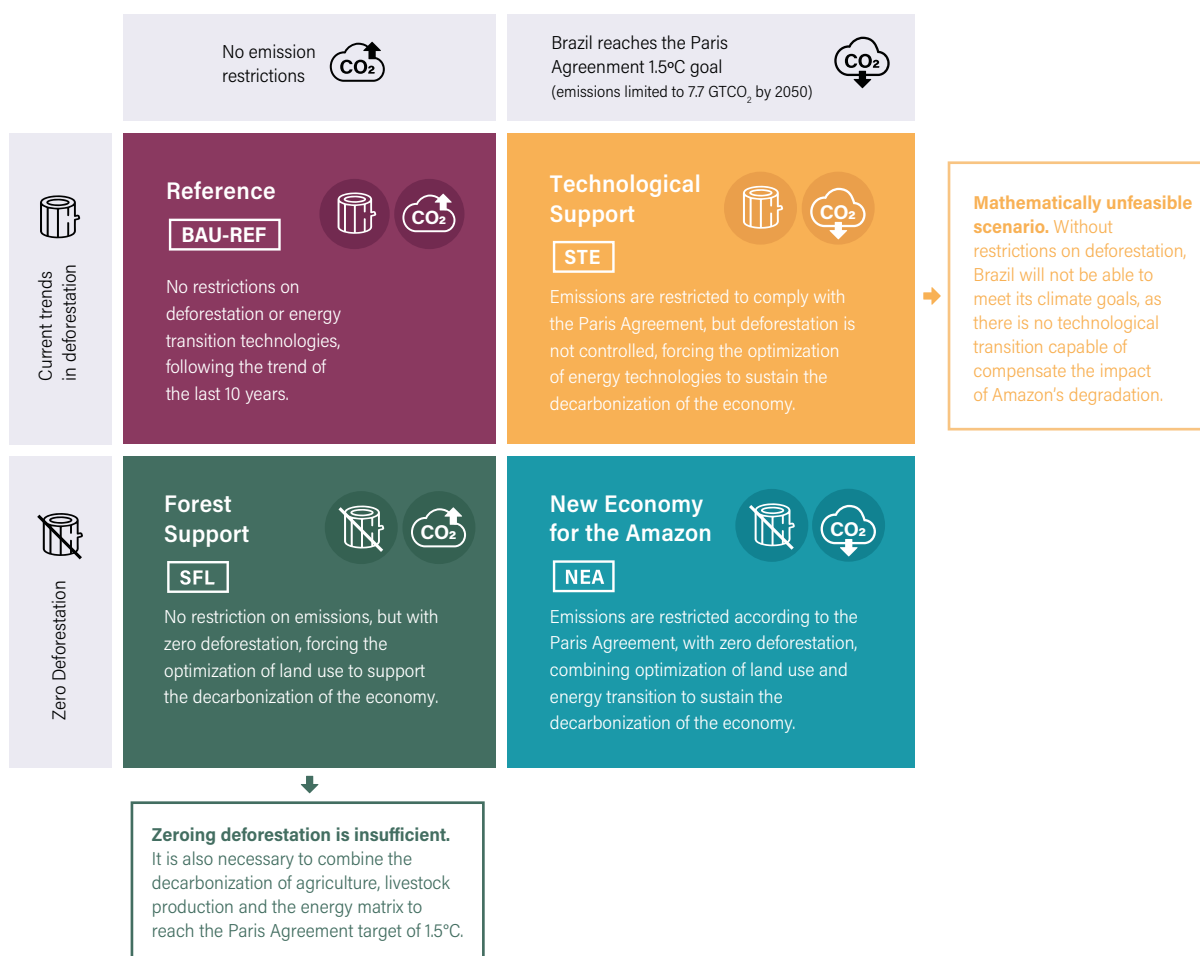 No emission
restrictions
CO₂
Brazil reaches the Paris
Agreenment 1.5ºC goal
(emissions limited to 7.7 GTCO₂ by 2050)
CO₂
Current trends
in deforestation
Reference
CO₂
BAU-REF
No restrictions on
deforestation or energy
transition technologies,
following the trend of
the last 10 years.
Technological
Support
CO₂
STE
Emissions are restricted to comply with
the Paris Agreement, but deforestation is
not controlled, forcing the optimization
of energy technologies to sustain the
decarbonization of the economy.
Mathematically unfeasible
scenario. Without
restrictions on deforestation,
Brazil will not be able to
meet its climate goals, as
there is no technological
transition capable of
compensate the impact
of Amazon's degradation.
Zero Deforestation
Forest
Support
CO₂
SFL
No restriction on emissions, but with
zero deforestation, forcing the
optimization of land use to support
the decarbonization of the economy.
New Economy
for the Amazon
CO₂
NEA
Emissions are restricted according to the
Paris Agreement, with zero deforestation,
combining optimization of land use and
energy transition to sustain the
decarbonization of the economy.
Zeroing deforestation is insufficient.
It is also necessary to combine the
decarbonization of agriculture, livestock
production and the energy matrix to
reach the Paris Agreement target of 1.5°C.